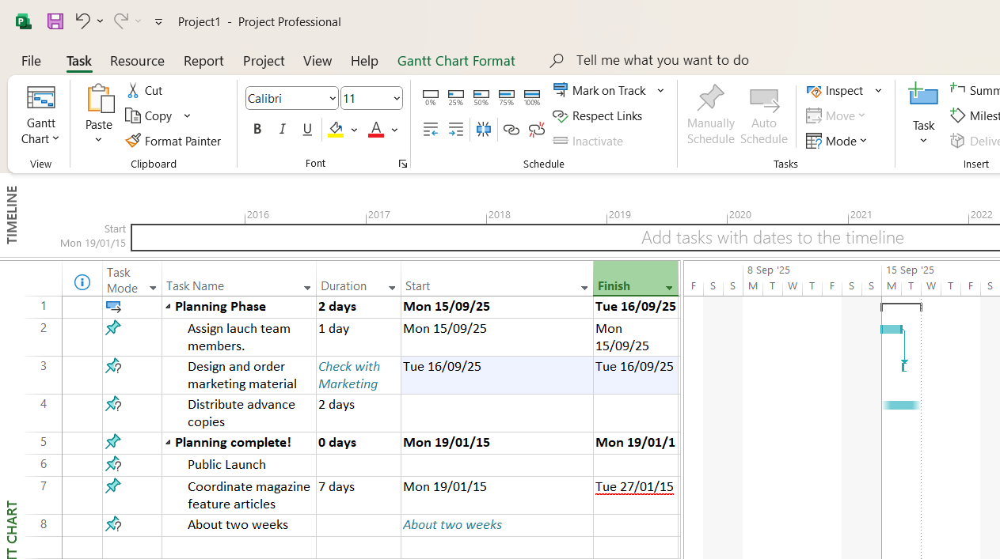 Project1 - Project Professional
File Task Resource Report Project View Help Gantt Chart Format Tell me what you want to do
Gantt
Chart
View
Paste
Cut
Copy
Format Painter
Clipboard
Calibri 11
B I U A
Font
0% 25% 50% 75% 100%
Mark on Track
Respect Links
Inactivate
Schedule
Manually
Schedule
Auto
Schedule
Inspect
Move
Mode
Tasks
Task
Summ
Milest
Delive
Insert
TIMELINE
2016 2017 2018 2019 2020 2021 2022
Start
Mon 19/01/15
Add tasks with dates to the timeline
Task
Mode
Task Name
Duration
Start
Finish
8 Sep '25 15 Sep '25
F S S M T W T F S S M T W T F S
1 Planning Phase 2 days Mon 15/09/25 Tue 16/09/25
2 Assign lauch team 1 day Mon 15/09/25 Mon
members. 15/09/25
3 Design and order Check with Tue 16/09/25 Tue 16/09/25
marketing material Marketing
4 Distribute advance 2 days
copies
5 Planning complete! 0 days Mon 19/01/15 Mon 19/01/1
6 Public Launch
7 Coordinate magazine 7 days Mon 19/01/15 Tue 27/01/15
feature articles
8 About two weeks About two weeks
TT CHART